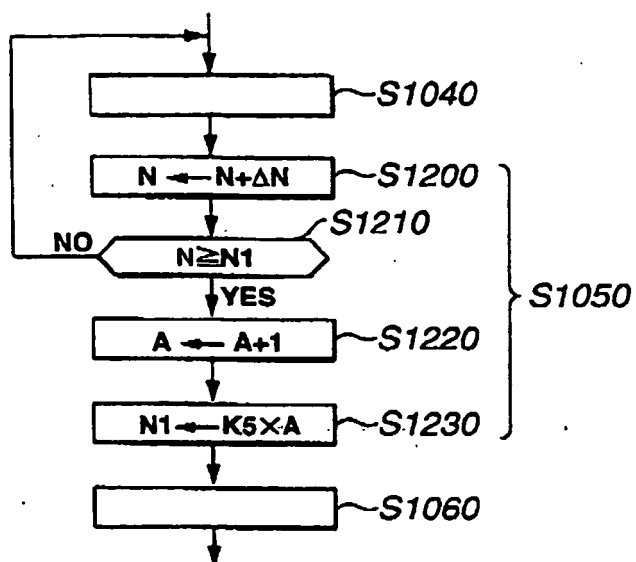 S1040
N ← N+ΔN
S1200
S1210
NO
N≧N1
YES
S1050
A ← A+1
S1220
N1 ← K5×A
S1230
S1060